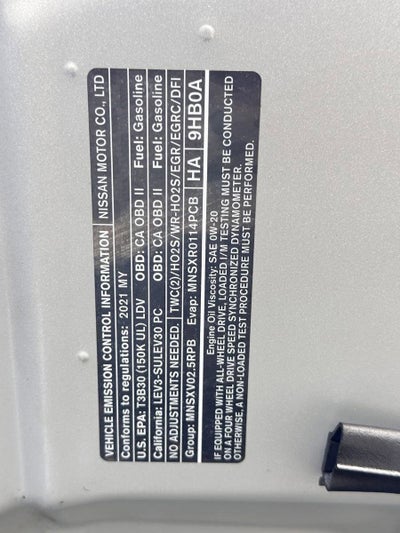 VEHICLE EMISSION CONTROL INFORMATION NISSAN MOTOR CO., LTD
Conforms to regulations: 2021 MY
U.S. EPA: T3B30 (150K UL) LDV OBD: CA OBD II Fuel: Gasoline
California: LEV3-SULEV30 PC OBD: CA OBD II Fuel: Gasoline
NO ADJUSTMENTS NEEDED. TWC(2)/HO2S/WR-HO2S/EGR/EGRC/DFI
Group: MNSXV02.5RPB Evap: MNSXR0114PCB HA 9HB0A
Engine Oil Viscosity: SAE 0W-20
IF EQUIPPED WITH ALL-WHEEL DRIVE, LOADED I/M TESTING MUST BE CONDUCTED
ON A FOUR WHEEL DRIVE SPEED SYNCHRONIZED DYNAMOMETER.
OTHERWISE, A NON-LOADED TEST PROCEDURE MUST BE PERFORMED.